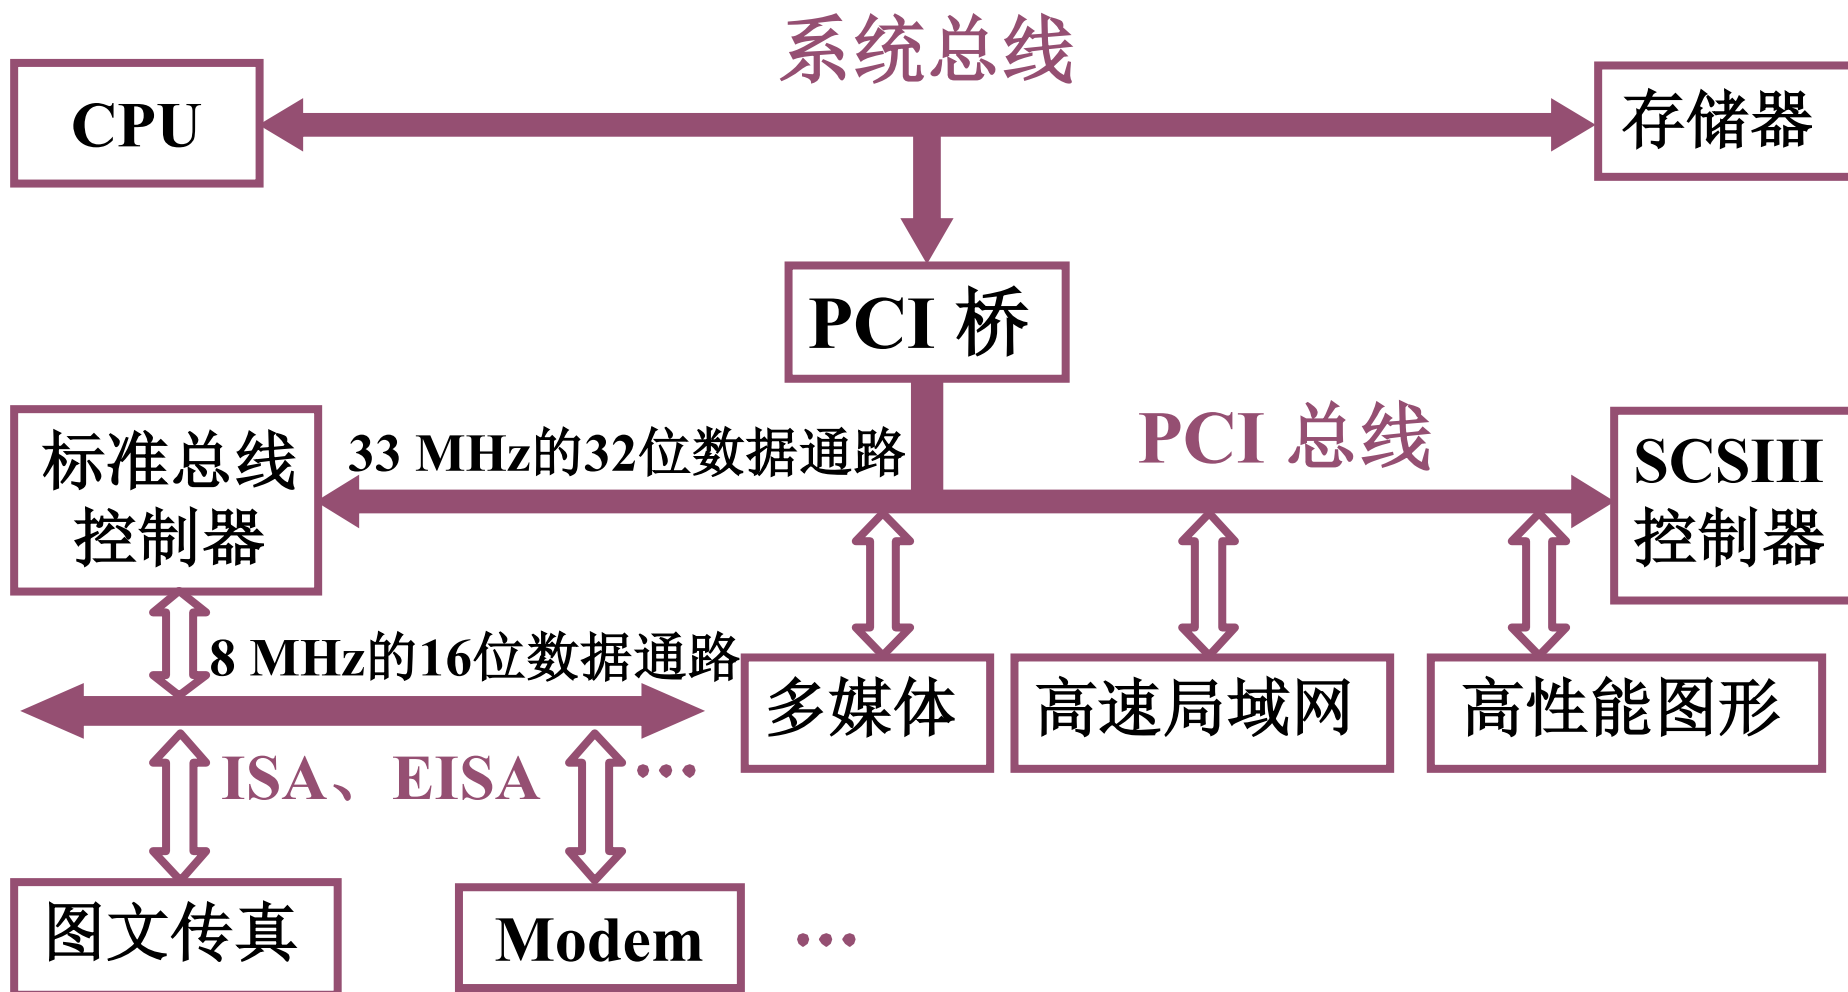 系统总线
CPU
存储器
PCI 桥
标准总线
控制器
33 MHz的32位数据通路
PCI 总线
SCSIII
控制器
8 MHz的16位数据通路
多媒体
高速局域网
高性能图形
ISA、EISA
…
图文传真
Modem
…